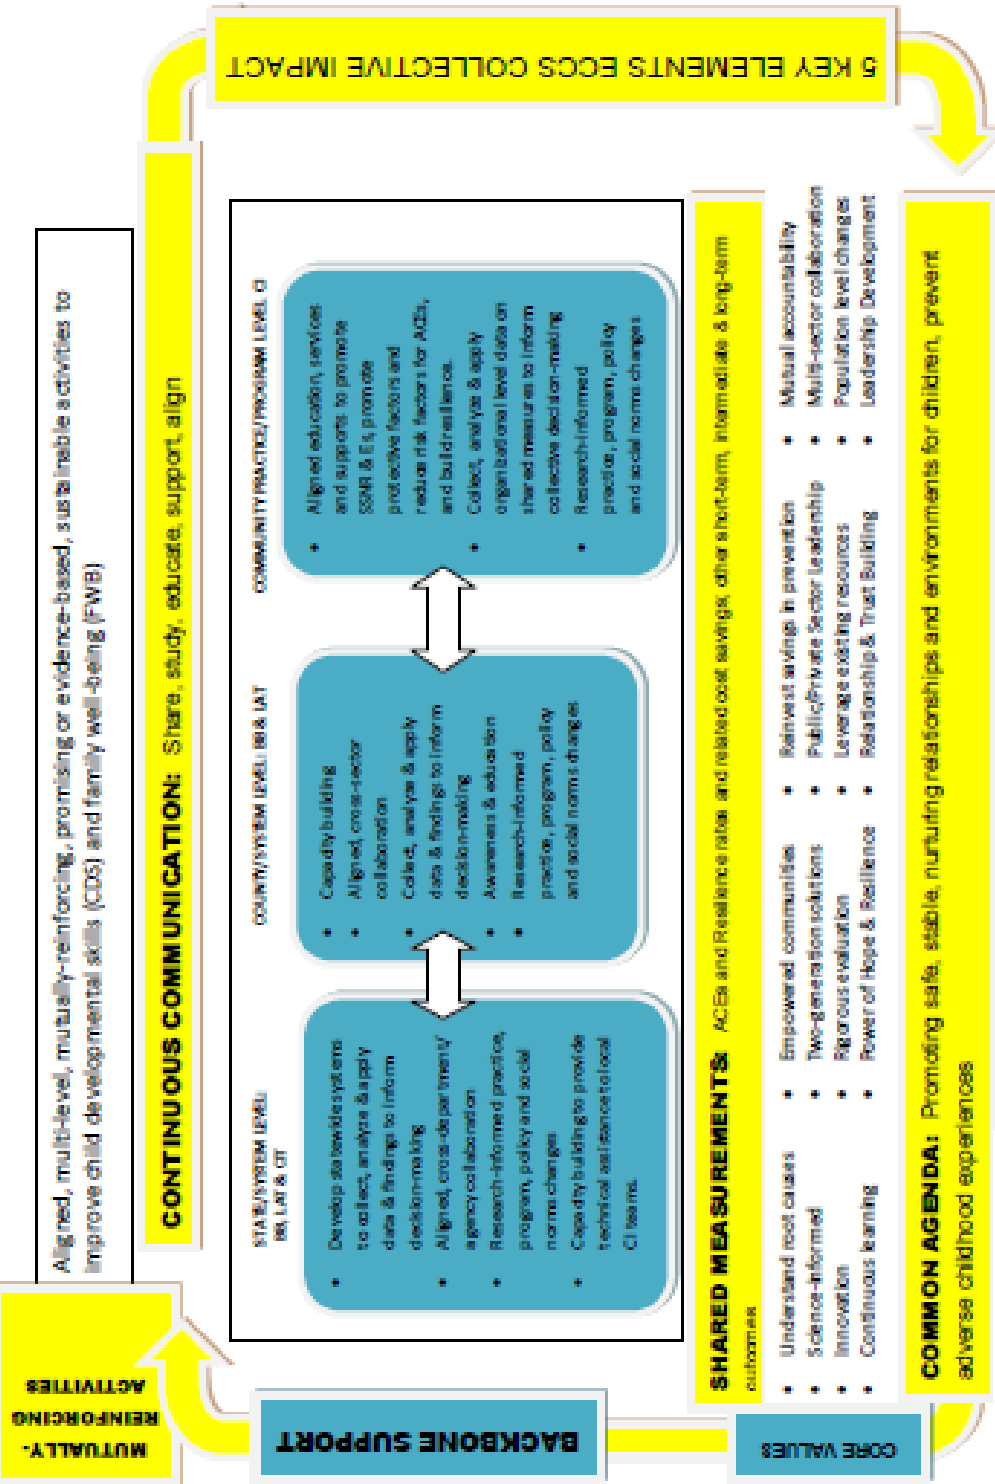 MUTUALLY-
REINFORCING
ACTIVITIES
Aligned, multi-level, mutually-reinforcing, promising or evidence-based, sustainable activities to
improve child developmental skills (CDS) and family well-being (FWB)
CONTINUOUS COMMUNICATION: Share, study, educate, support, align
5 KEY ELEMENTS ECCS COLLECTIVE IMPACT
BACKBONE SUPPORT
STATE/SYSTEM LEVEL:
BB, LAT & CIT
• Develop statewide systems
to collect, analyze & apply
data & findings to inform
decision-making
• Aligned, cross-department/
agency collaboration
• Research-informed practice,
program, policy and social
norms changes
• Capacity building to provide
technical assistance to local
CI teams.
COUNTY/SYSTEM LEVEL: BB & LAT
• Capacity building
• Aligned, cross-sector
collaboration
• Collect, analyze & apply
data & findings to inform
decision-making
• Awareness & education
• Research-informed
practice, program, policy
and social norms changes
COMMUNITY PRACTICE/PROGRAM LEVEL CI
• Aligned education, services
and supports to promote
SSNR & Es, promote
protective factors and
reduce risk factors for ACEs,
and build resilience.
• Collect, analyze & apply
organizational level data on
shared measures to inform
collective decision-making
• Research-informed
practice, program, policy
and social norms changes
SHARED MEASUREMENTS: ACEs and Resilience rates and related cost savings; other short-term, intermediate & long-term
outcomes
CORE VALUES
• Understand root causes
• Science-informed
• Innovation
• Continuous learning
• Empowered communities
• Two-generation solutions
• Rigorous evaluation
• Power of Hope & Resilience
• Reinvest savings in prevention
• Public/Private Sector Leadership
• Leverage existing resources
• Relationship & Trust Building
• Mutual accountability
• Multi-sector collaboration
• Population level changes
• Leadership Development
COMMON AGENDA: Promoting safe, stable, nurturing relationships and environments for children, prevent
adverse childhood experiences